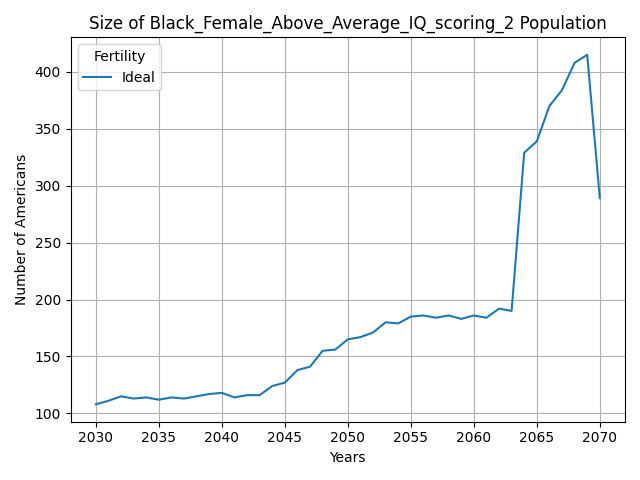 Size of Black_Female_Above_Average_IQ_scoring_2 Population
Fertility
Ideal
Number of Americans
400
350
300
250
200
150
100
2030 2035 2040 2045 2050 2055 2060 2065 2070
Years